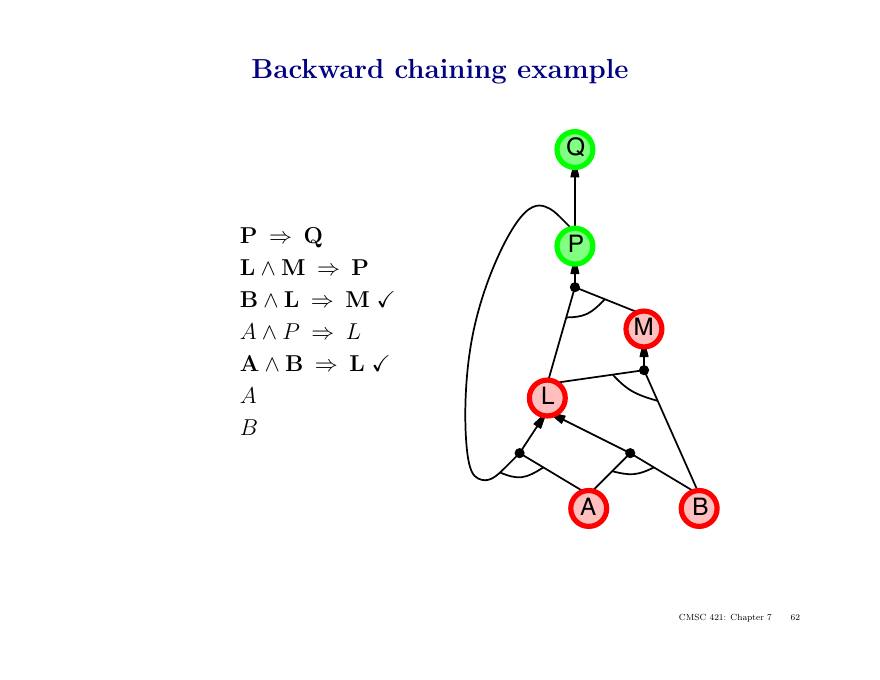 Backward chaining example
Q
P ⇒ Q
P
L ∧ M ⇒ P
B ∧ L ⇒ M ✓
M
A ∧ P ⇒ L
A ∧ B ⇒ L ✓
A
L
B
A
B
CMSC 421: Chapter 7 62